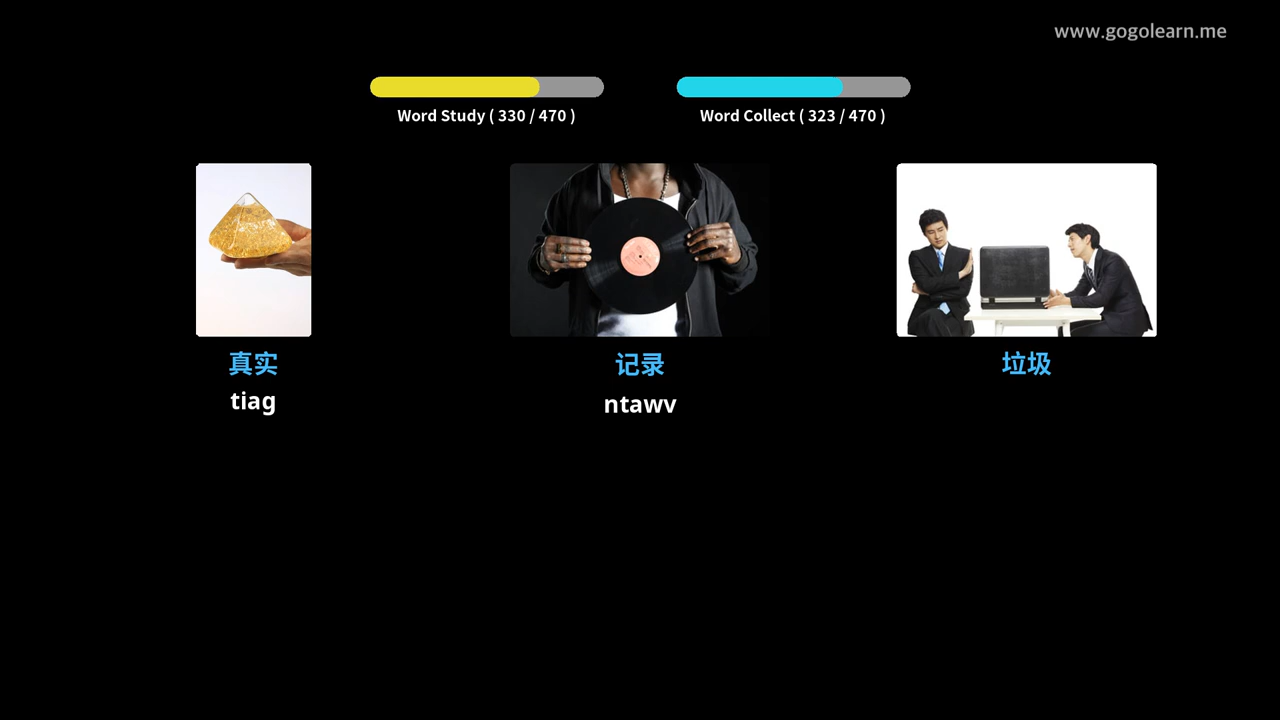 www.gogolearn.me
Word Study ( 330 / 470 )
Word Collect ( 323 / 470 )
真实
记录
垃圾
tiag
ntawv